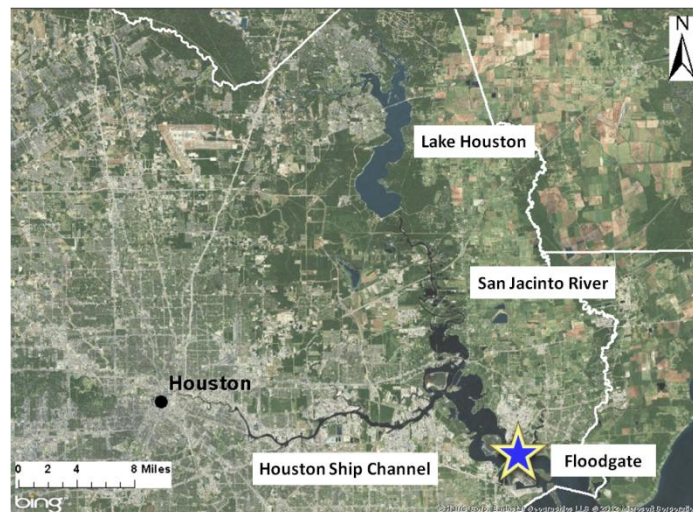 N
Lake Houston
San Jacinto River
Houston
Houston Ship Channel
Floodgate
0 2 4 8 Miles
bing